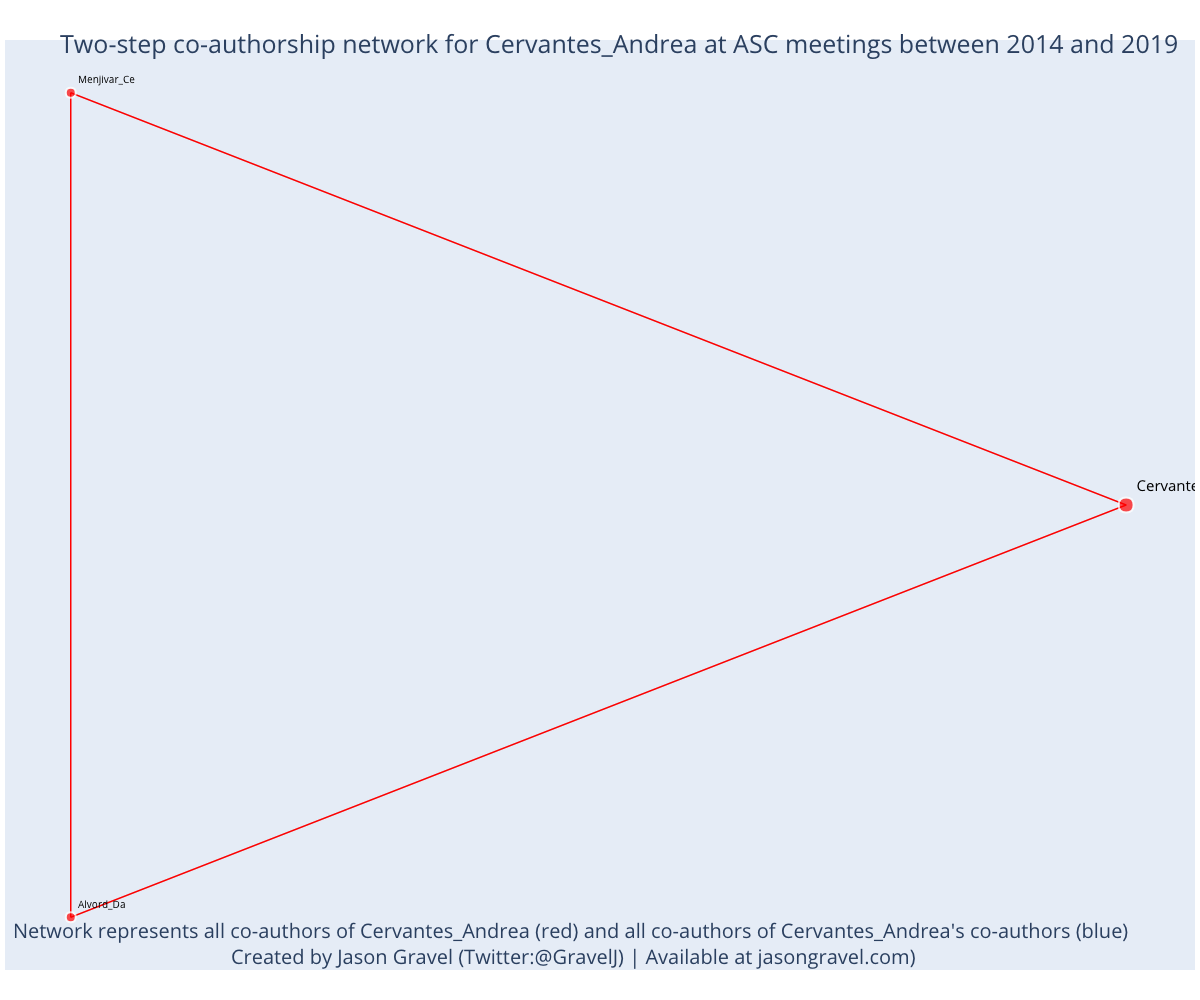 Two-step co-authorship network for Cervantes_Andrea at ASC meetings between 2014 and 2019
Menjivar_Ce
Cervante
Alvord_Da
Network represents all co-authors of Cervantes_Andrea (red) and all co-authors of Cervantes_Andrea's co-authors (blue)
Created by Jason Gravel (Twitter:@GravelJ) | Available at jasongravel.com)